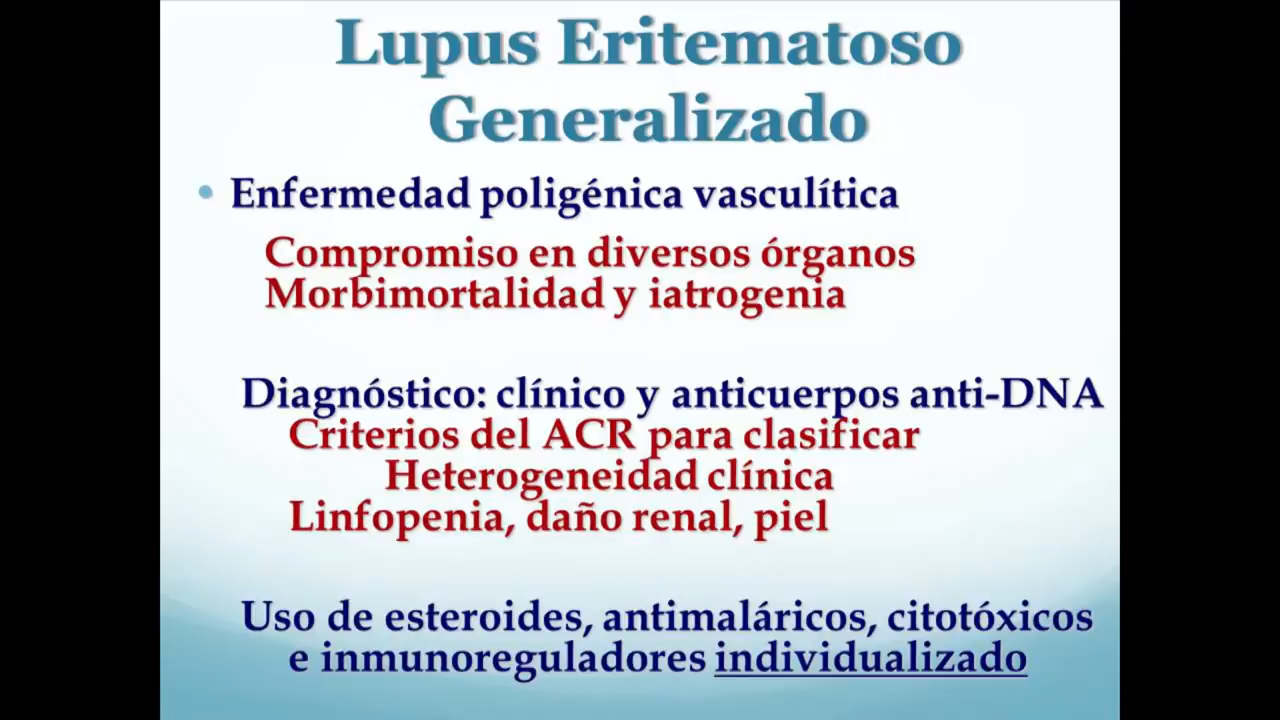 Lupus Eritematoso
Generalizado
• Enfermedad poligénica vasculítica
Compromiso en diversos órganos
Morbimortalidad y iatrogenia
Diagnóstico: clínico y anticuerpos anti-DNA
Criterios del ACR para clasificar
Heterogeneidad clínica
Linfopenia, daño renal, piel
Uso de esteroides, antimaláricos, citotóxicos
e inmunoreguladores individualizado